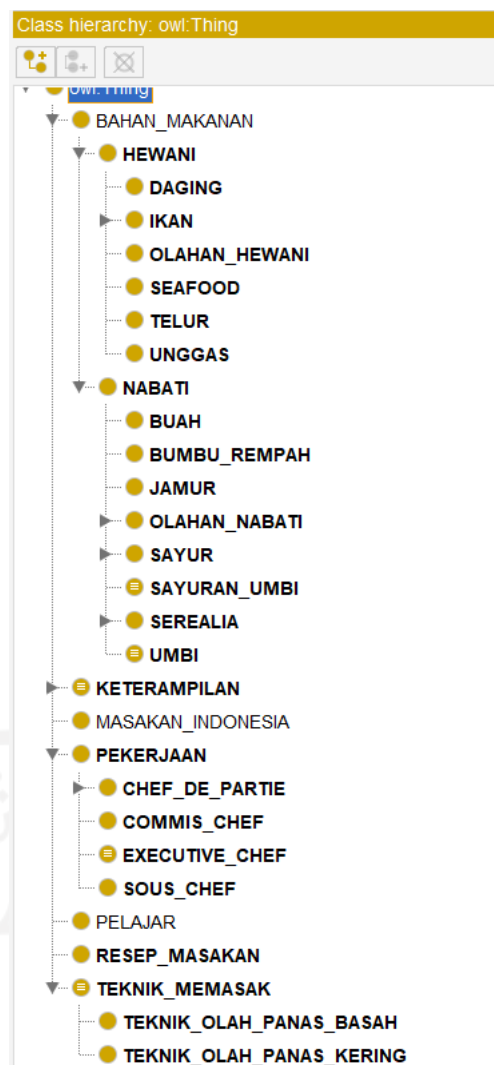 Class hierarchy: owl:Thing
owl:Thing
BAHAN_MAKANAN
HEWANI
DAGING
IKAN
OLAHAN_HEWANI
SEAFOOD
TELUR
UNGGAS
NABATI
BUAH
BUMBU_REMPAH
JAMUR
OLAHAN_NABATI
SAYUR
SAYURAN_UMBI
SEREALIA
UMBI
KETERAMPILAN
MASAKAN_INDONESIA
PEKERJAAN
CHEF_DE_PARTIE
COMMIS_CHEF
EXECUTIVE_CHEF
SOUS_CHEF
PELAJAR
RESEP_MASAKAN
TEKNIK_MEMASAK
TEKNIK_OLAH_PANAS_BASAH
TEKNIK_OLAH_PANAS_KERING